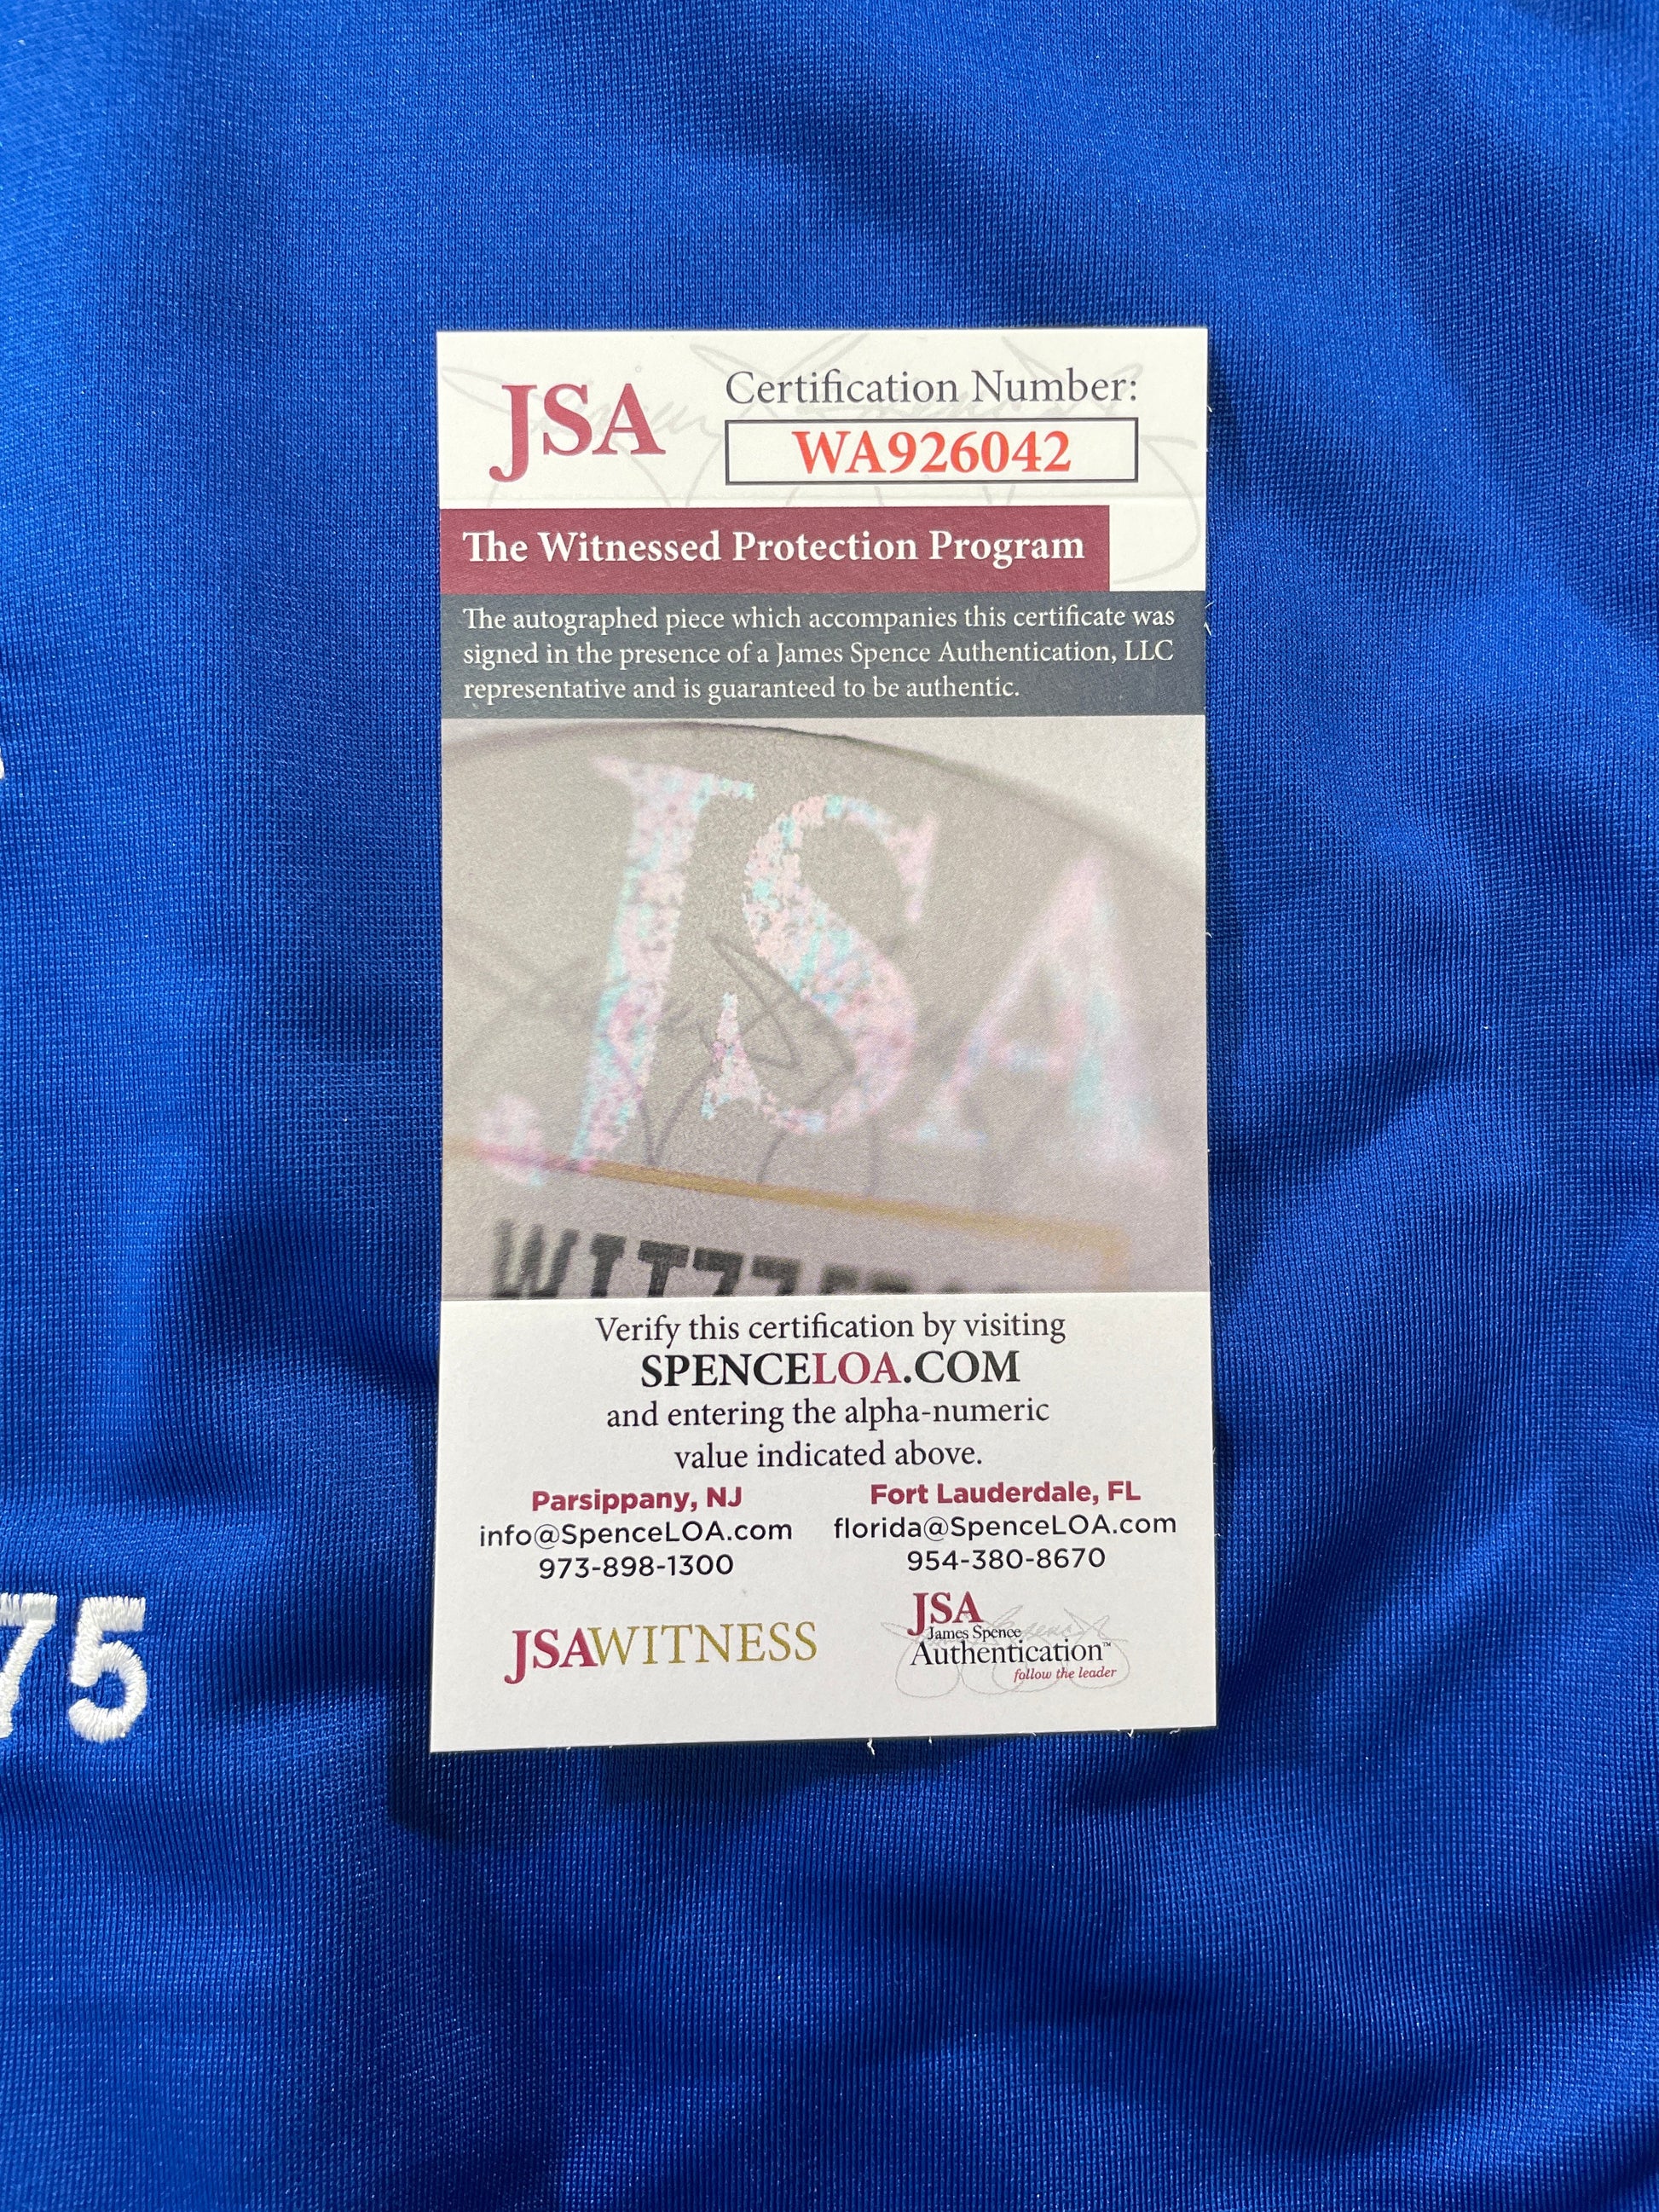 JSA
Certification Number:
WA926042
The Witnessed Protection Program
The autographed piece which accompanies this certificate was
signed in the presence of a James Spence Authentication, LLC
representative and is guaranteed to be authentic.
JSA
Verify this certification by visiting
SPENCELOA.COM
and entering the alpha-numeric
value indicated above.
Parsippany, NJ
info@SpenceLOA.com
973-898-1300
Fort Lauderdale, FL
florida@SpenceLOA.com
954-380-8670
75
JSAWITNESS
JSA
James Spence
Authentication™
follow the leader